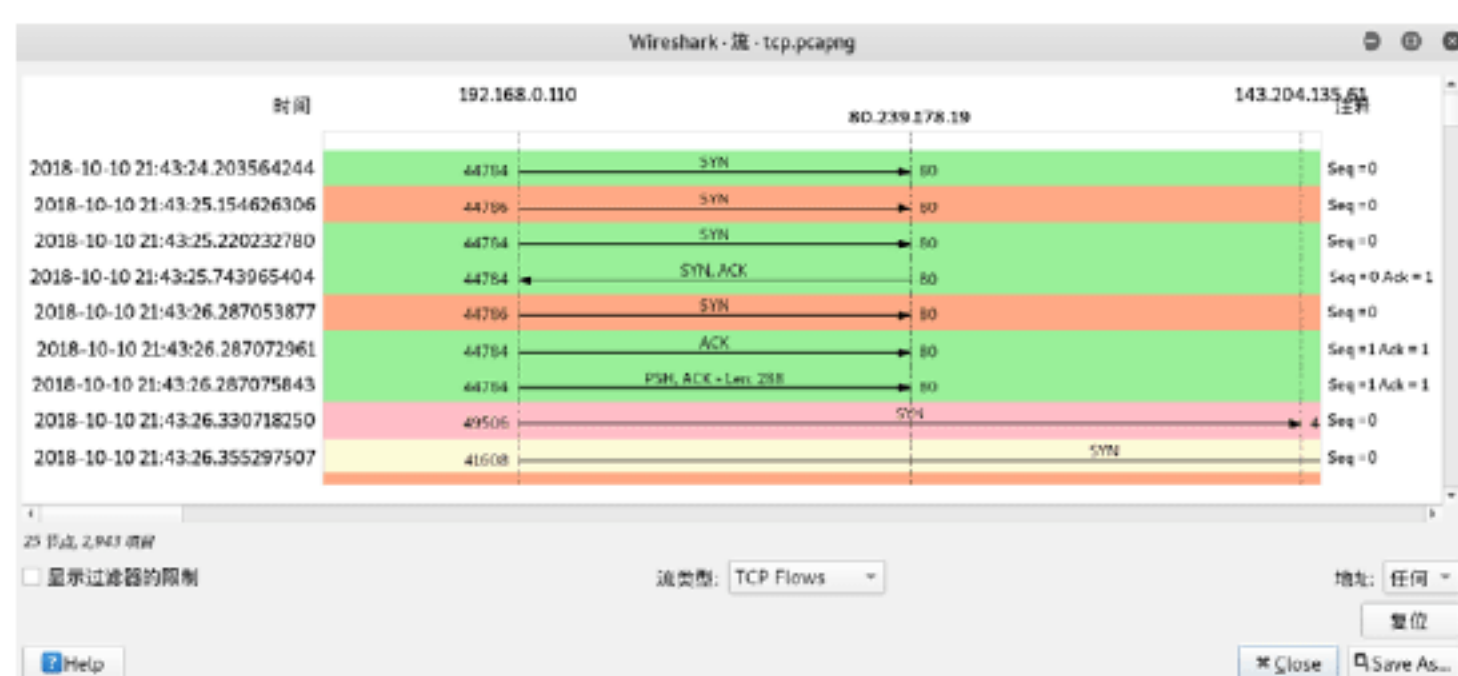 Wireshark · 流 · tcp.pcapng
192.168.0.110 143.204.135.61
时间 80.239.178.19 注释
2018-10-10 21:43:24.203564244 44784 SYN 80 Seq = 0
2018-10-10 21:43:25.154626306 44786 SYN 80 Seq = 0
2018-10-10 21:43:25.220232780 44784 SYN 80 Seq = 0
2018-10-10 21:43:25.743965404 44784 SYN, ACK 80 Seq = 0 Ack = 1
2018-10-10 21:43:26.287053877 44786 SYN 80 Seq = 0
2018-10-10 21:43:26.287072961 44784 ACK 80 Seq = 1 Ack = 1
2018-10-10 21:43:26.287075843 44784 PSH, ACK - Len: 288 80 Seq = 1 Ack = 1
2018-10-10 21:43:26.330718250 49506 SYN 4 Seq = 0
2018-10-10 21:43:26.355297507 41608 SYN Seq = 0
25 节点, 2,943 项目
显示过滤器的限制 流类型: TCP Flows 地址: 任何
复位
Help Close Save As...